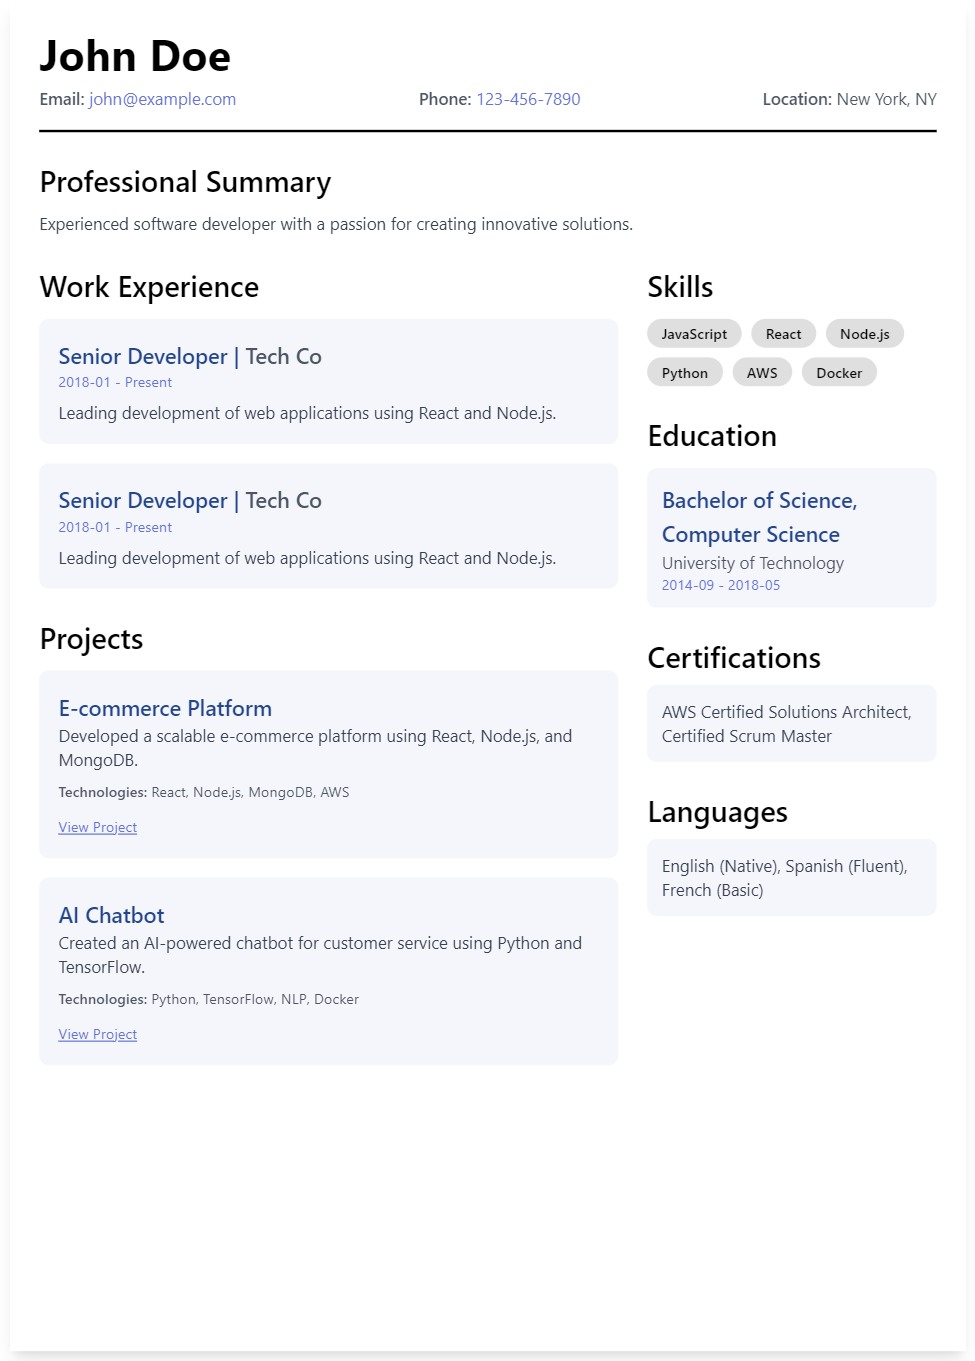 John Doe
Email: john@example.com Phone: 123-456-7890 Location: New York, NY
Professional Summary
Experienced software developer with a passion for creating innovative solutions.
Work Experience
Senior Developer | Tech Co
2018-01 - Present
Leading development of web applications using React and Node.js.
Senior Developer | Tech Co
2018-01 - Present
Leading development of web applications using React and Node.js.
Projects
E-commerce Platform
Developed a scalable e-commerce platform using React, Node.js, and
MongoDB.
Technologies: React, Node.js, MongoDB, AWS
View Project
AI Chatbot
Created an AI-powered chatbot for customer service using Python and
TensorFlow.
Technologies: Python, TensorFlow, NLP, Docker
View Project
Skills
JavaScript React Node.js
Python AWS Docker
Education
Bachelor of Science,
Computer Science
University of Technology
2014-09 - 2018-05
Certifications
AWS Certified Solutions Architect,
Certified Scrum Master
Languages
English (Native), Spanish (Fluent),
French (Basic)